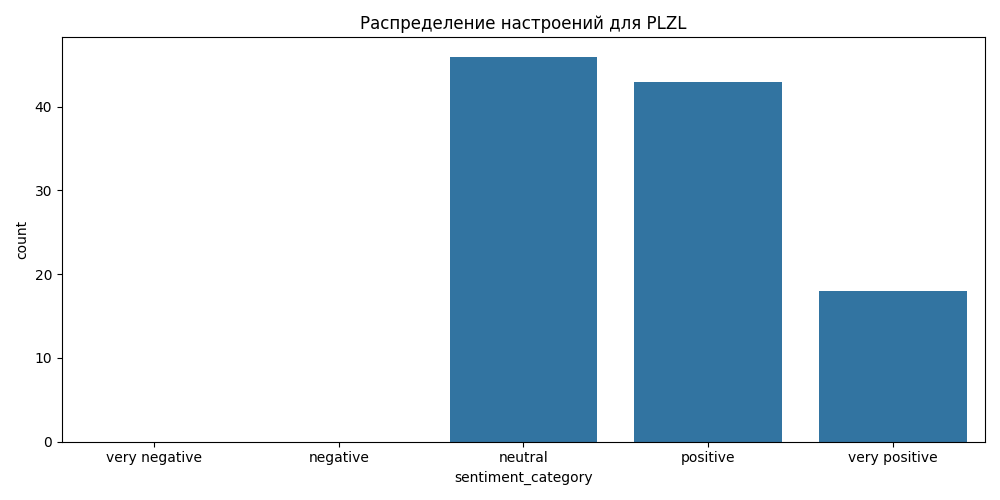 Распределение настроений для PLZL
count
40
30
20
10
0
very negative
negative
neutral
positive
very positive
sentiment_category